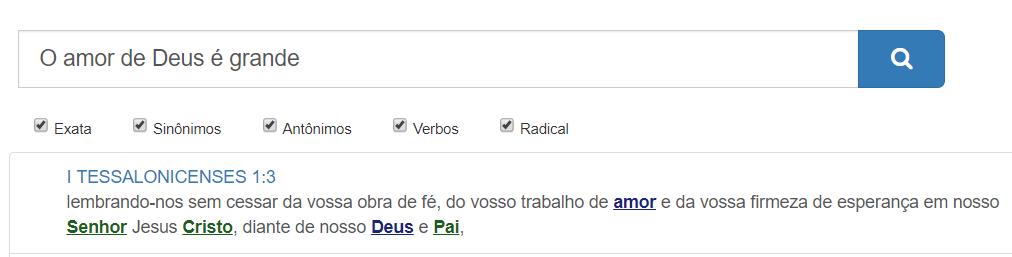 O amor de Deus é grande
Exata Sinônimos Antônimos Verbos Radical
I TESSALONICENSES 1:3
lembrando-nos sem cessar da vossa obra de fé, do vosso trabalho de amor e da vossa firmeza de esperança em nosso
Senhor Jesus Cristo, diante de nosso Deus e Pai,